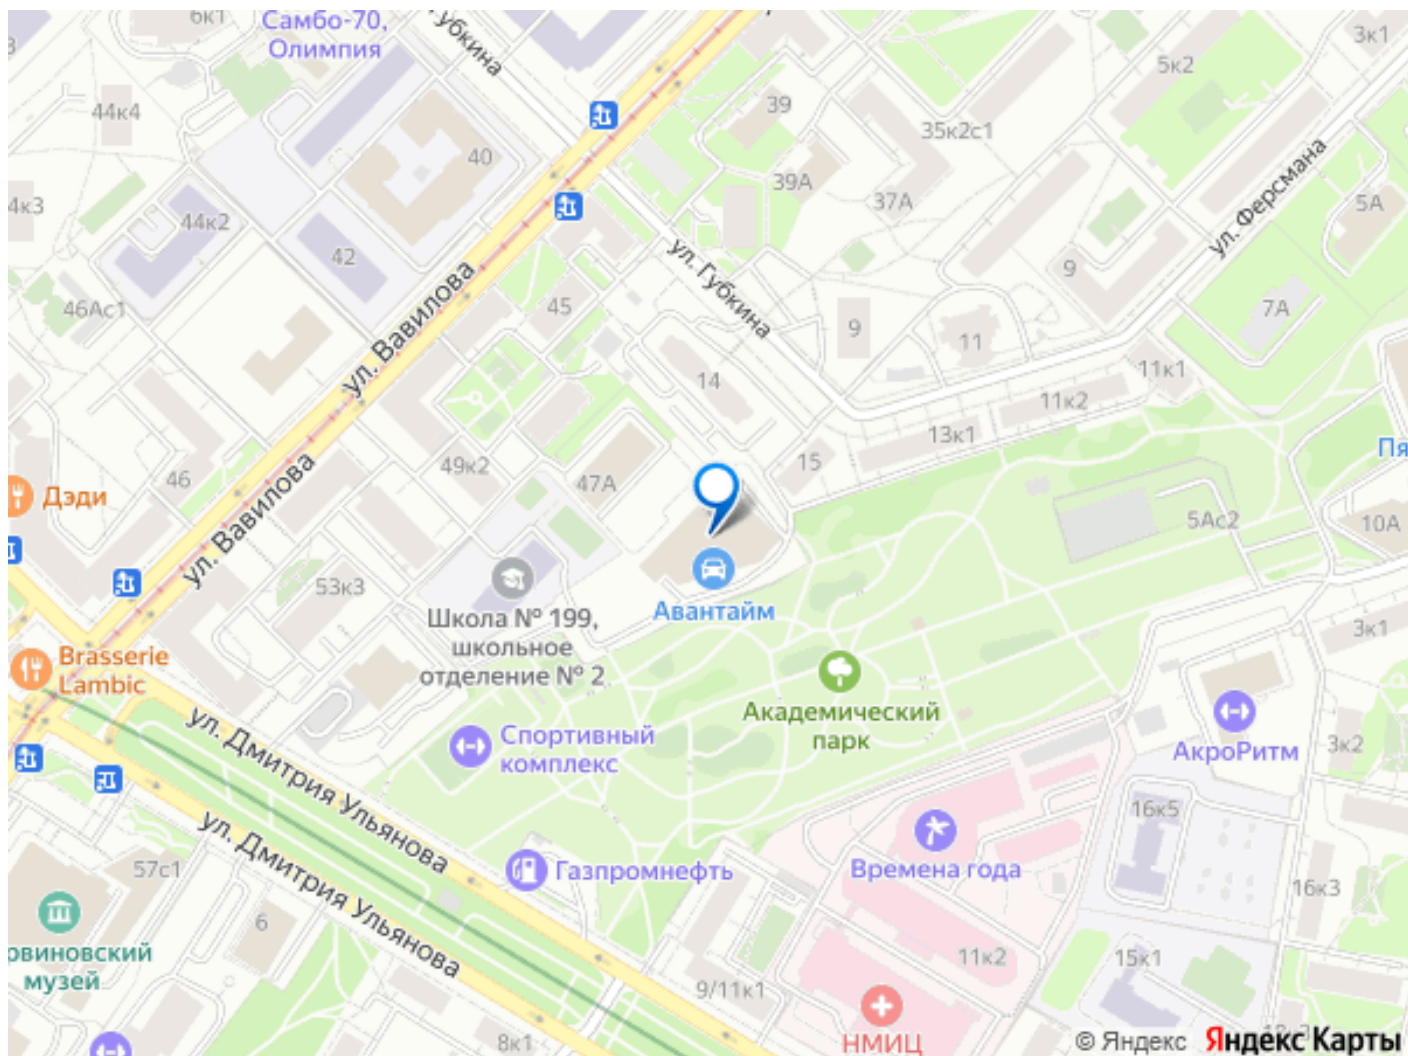 6к1
Самбо-70,
Олимпия
Губкина
3к1
5к2
39
44к4
35к2с1
40
39А
37А
44к2
5А
ул. Ферсмана
42
ул. Губкина
9
46Ас1
45
7А
ул. Вавилова
9
11
14
11к1
11к2
13к1
Пя
15
49к2
46
47А
Дэди
ул. Вавилова
5Ас2
10А
53к3
Авантайм
Школа № 199,
школьное
отделение № 2
3к1
Brasserie
Lambic
Академический
парк
ул. Дмитрия Ульянова
Спортивный
комплекс
АкроРитм
3к2
16к5
ул. Дмитрия Ульянова
57с1
Газпромнефть
Времена года
16к3
6
рвиновский
музей
11к2
15к1
9/11к1
8к1
НМИЦ
© Яндекс Яндекс Карты